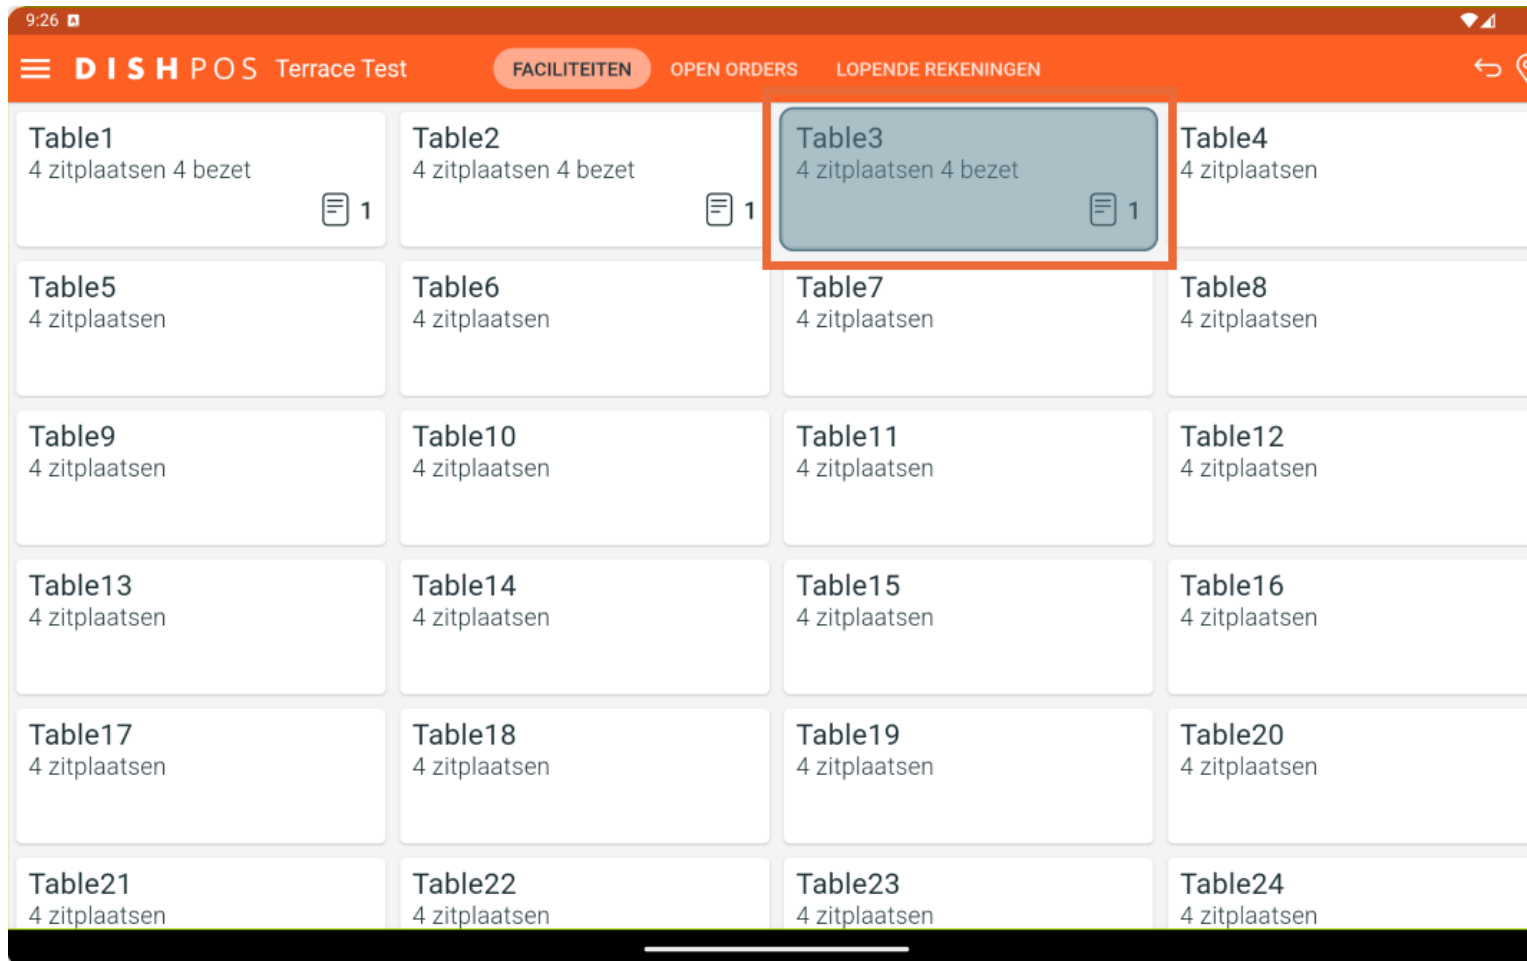 9:26 A
DISH POS Terrace Test FACILITEITEN OPEN ORDERS LOPENDE REKENINGEN
Table1 Table2 Table3 Table4
4 zitplaatsen 4 bezet 4 zitplaatsen 4 bezet 4 zitplaatsen 4 bezet 4 zitplaatsen
1 1 1
Table5 Table6 Table7 Table8
4 zitplaatsen 4 zitplaatsen 4 zitplaatsen 4 zitplaatsen
Table9 Table10 Table11 Table12
4 zitplaatsen 4 zitplaatsen 4 zitplaatsen 4 zitplaatsen
Table13 Table14 Table15 Table16
4 zitplaatsen 4 zitplaatsen 4 zitplaatsen 4 zitplaatsen
Table17 Table18 Table19 Table20
4 zitplaatsen 4 zitplaatsen 4 zitplaatsen 4 zitplaatsen
Table21 Table22 Table23 Table24
4 zitplaatsen 4 zitplaatsen 4 zitplaatsen 4 zitplaatsen